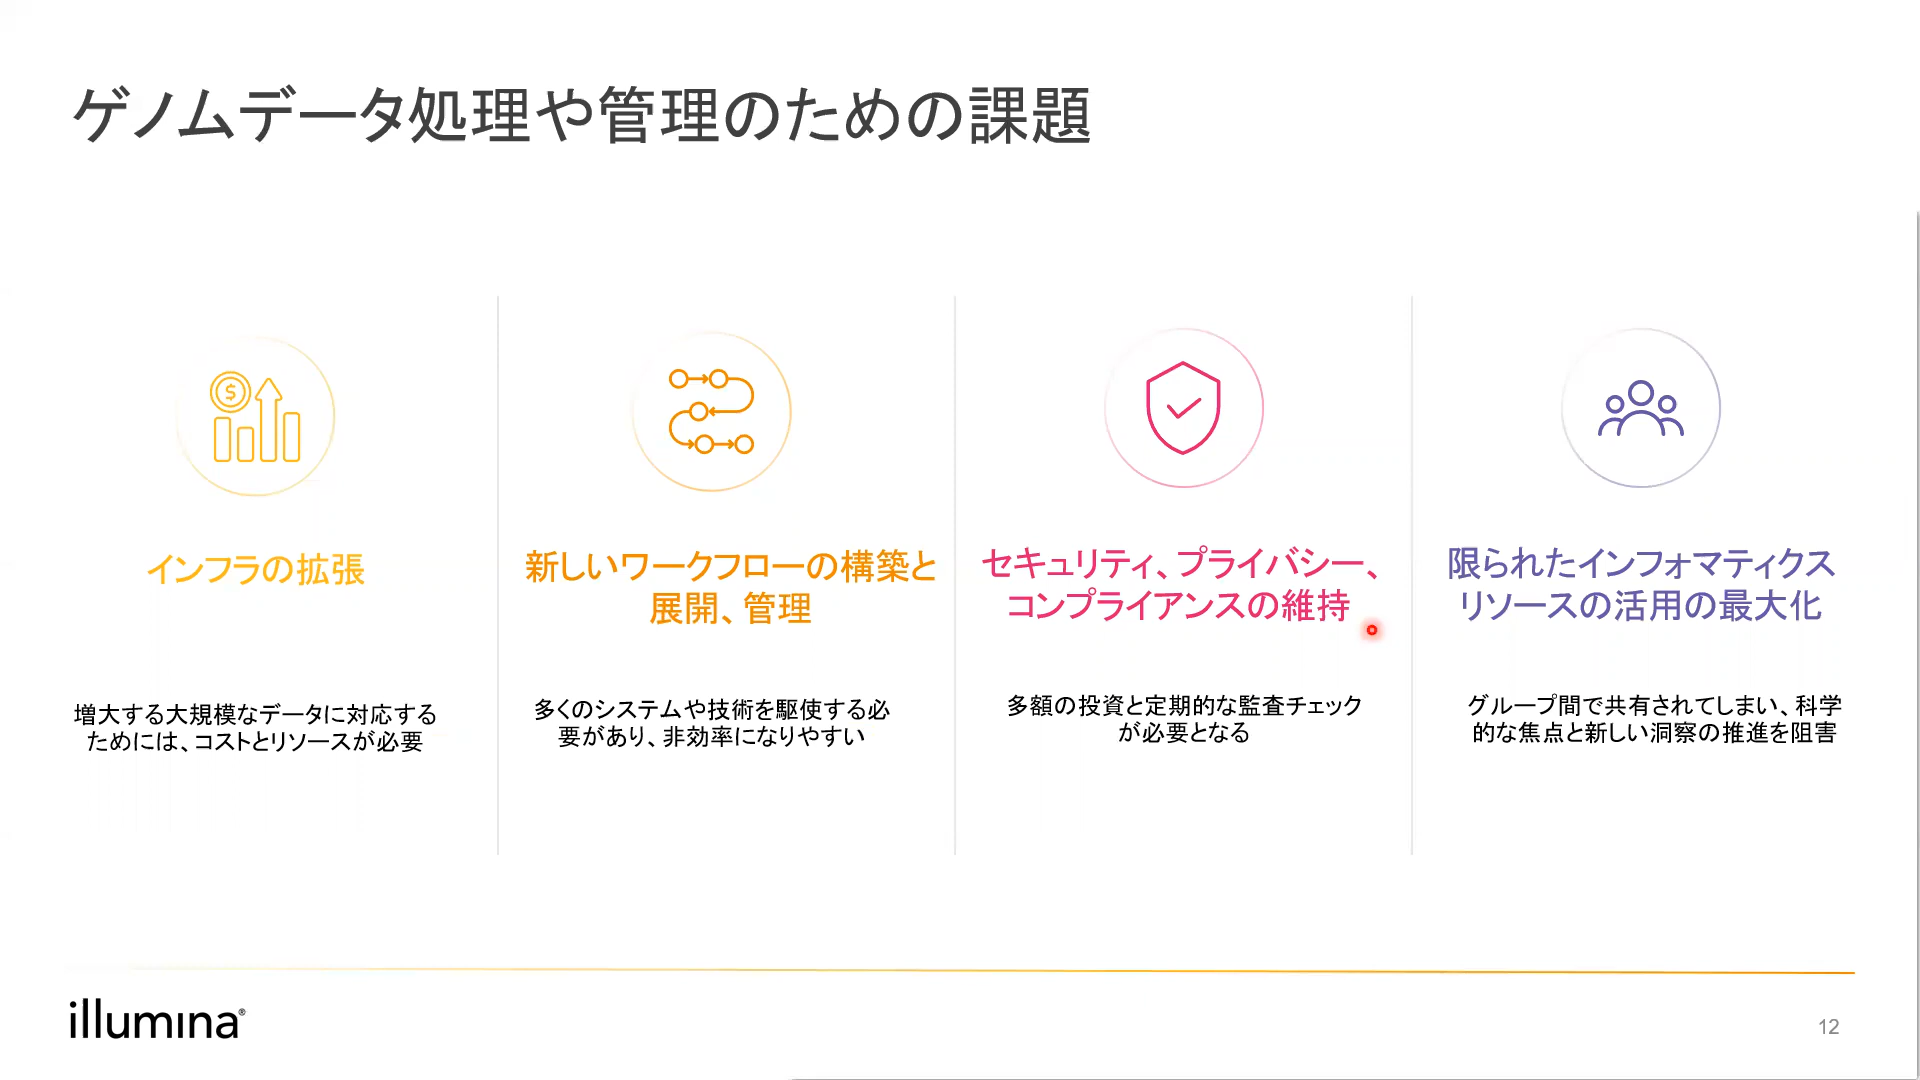 ゲノムデータ処理や管理のための課題
$
インフラの拡張
増大する大規模なデータに対応する
ためには、コストとリソースが必要
新しいワークフローの構築と
展開、管理
多くのシステムや技術を駆使する必
要があり、非効率になりやすい
セキュリティ、プライバシー、
コンプライアンスの維持
多額の投資と定期的な監査チェック
が必要となる
限られたインフォマティクス
リソースの活用の最大化
グループ間で共有されてしまい、科学
的な焦点と新しい洞察の推進を阻害
illumina®
12